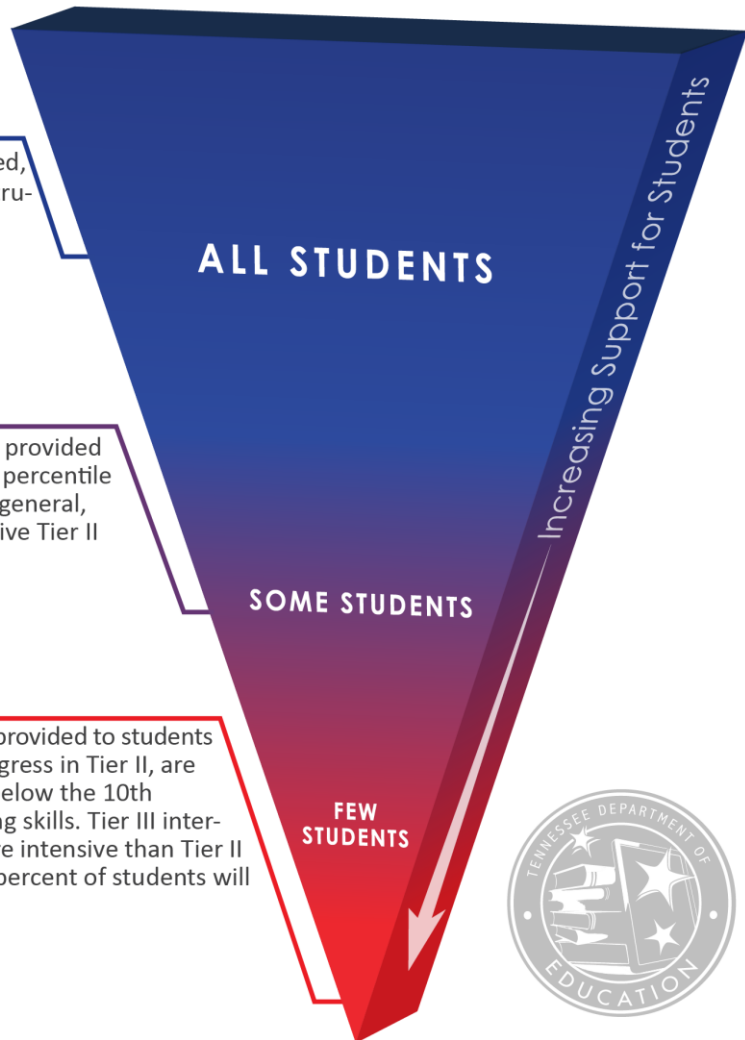 ed,
ru-
ALL STUDENTS
Increasing Support for Students
provided
percentile
general,
ive Tier II
SOME STUDENTS
provided to students
gress in Tier II, are
elow the 10th
ng skills. Tier III inter-
re intensive than Tier II
percent of students will
FEW
STUDENTS
TENNESSEE DEPARTMENT OF
EDUCATION